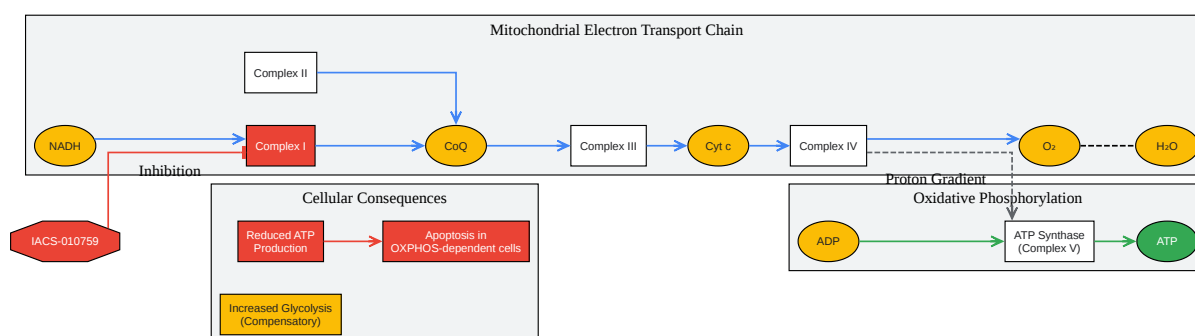 Mitochondrial Electron Transport Chain
Complex II
NADH
Complex I
CoQ
Complex III
Cyt c
Complex IV
O₂
H₂O
Inhibition
Proton Gradient
Cellular Consequences
Oxidative Phosphorylation
IACS-010759
Reduced ATP
Production
Apoptosis in
OXPHOS-dependent cells
ADP
ATP Synthase
(Complex V)
ATP
Increased Glycolysis
(Compensatory)